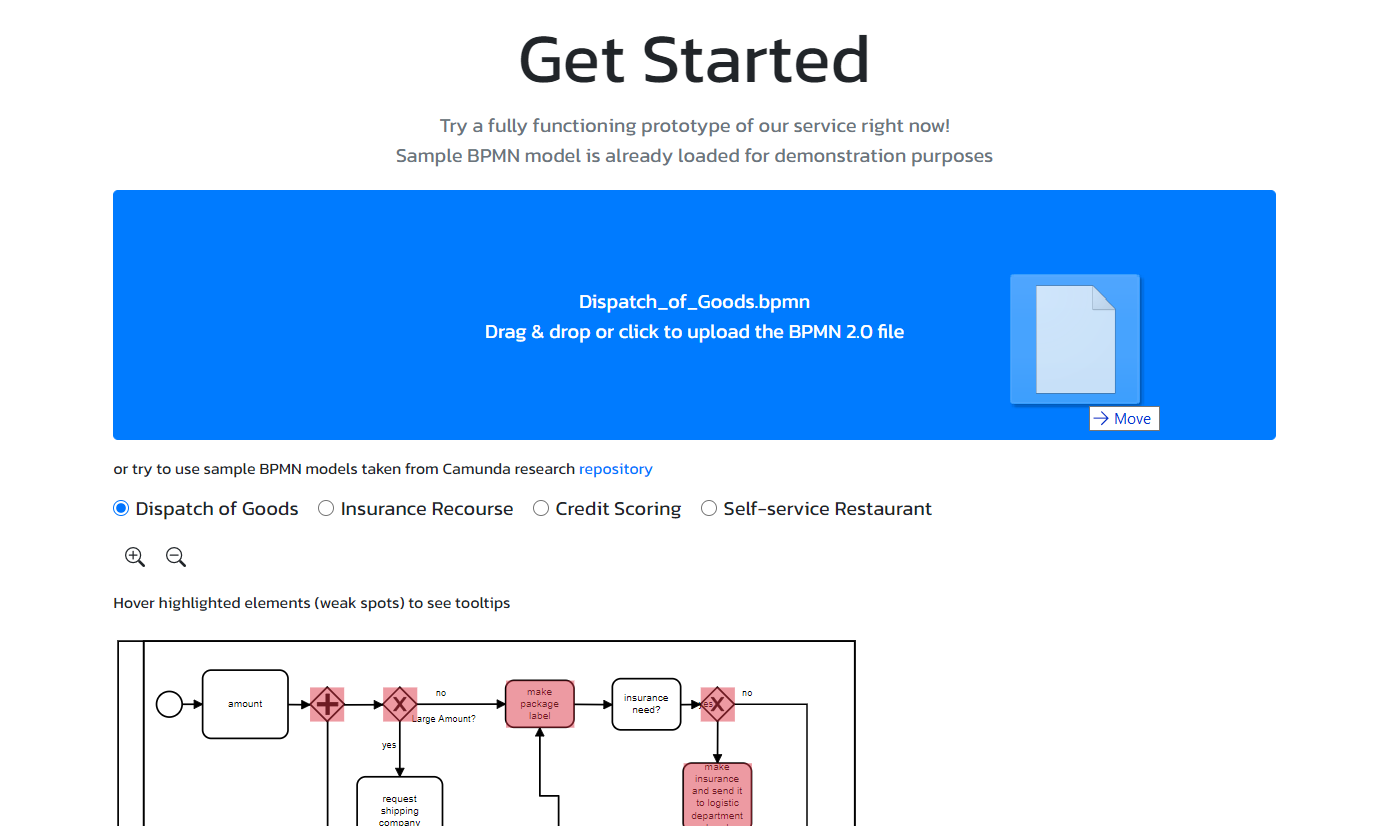 Get Started
Try a fully functioning prototype of our service right now!
Sample BPMN model is already loaded for demonstration purposes
Dispatch_of_Goods.bpmn
Drag & drop or click to upload the BPMN 2.0 file
Move
or try to use sample BPMN models taken from Camunda research repository
Dispatch of Goods
Insurance Recourse
Credit Scoring
Self-service Restaurant
Hover highlighted elements (weak spots) to see tooltips
amount
no
Large Amount?
yes
make
package
label
insurance
need?
yes
no
request
shipping
company
make
insurance
and send it
to logistic
department